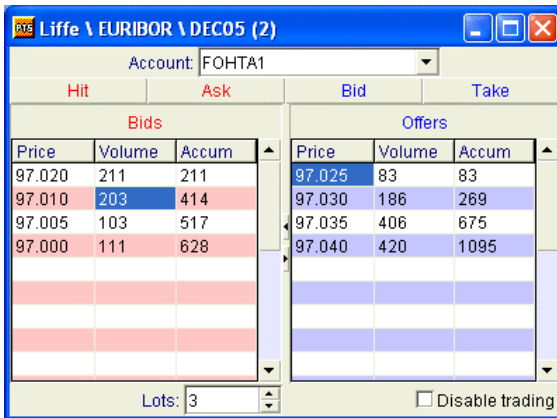 RTS Liffe \ EURIBOR \ DEC05 (2)
Account: FOHTA1
Hit Ask Bid Take
Bids Offers
Price Volume Accum Price Volume Accum
97.020 211 211 97.025 83 83
97.010 203 414 97.030 186 269
97.005 103 517 97.035 406 675
97.000 111 628 97.040 420 1095
Lots: 3 Disable trading